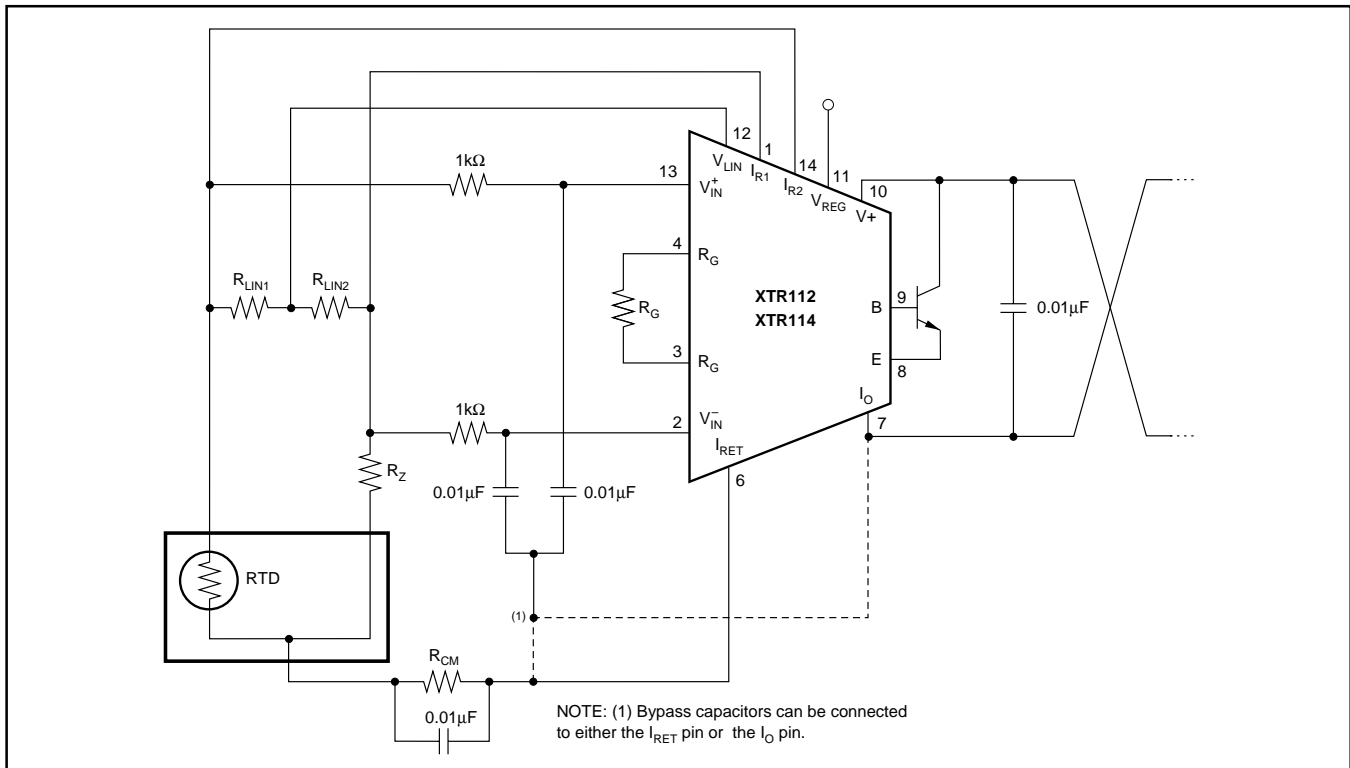 12
1
14
11
10
13
1kΩ
V_LIN
I_R1
I_R2
V_REG
V+
V_IN^+
4
R_G
R_LIN1
R_LIN2
R_G
XTR112
XTR114
B
9
0.01µF
3
R_G
E
8
I_O
7
1kΩ
2
V_IN^–
I_RET
6
R_Z
0.01µF
0.01µF
RTD
(1)
R_CM
0.01µF
NOTE: (1) Bypass capacitors can be connected
to either the I_RET pin or the I_O pin.